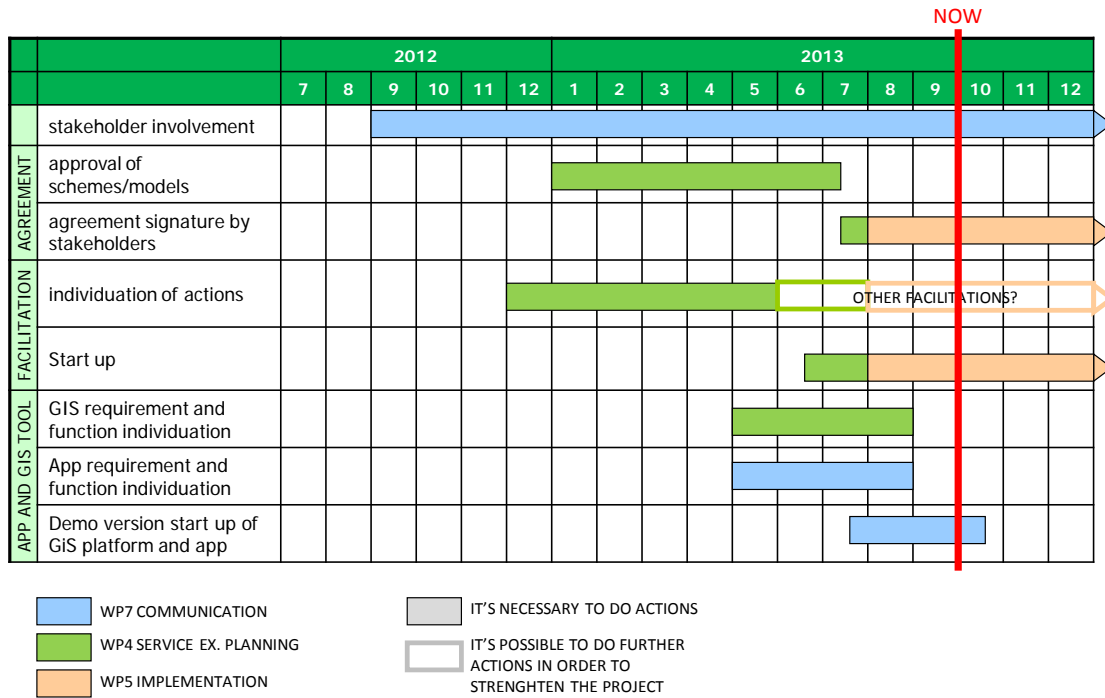 NOW
2012 2013
7 8 9 10 11 12 1 2 3 4 5 6 7 8 9 10 11 12
AGREEMENT
stakeholder involvement
approval of
schemes/models
agreement signature by
stakeholders
FACILITATION
individuation of actions
OTHER FACILITATIONS?
Start up
APP AND GIS TOOL
GIS requirement and
function individuation
App requirement and
function individuation
Demo version start up of
GiS platform and app
WP7 COMMUNICATION
WP4 SERVICE EX. PLANNING
WP5 IMPLEMENTATION
IT'S NECESSARY TO DO ACTIONS
IT'S POSSIBLE TO DO FURTHER
ACTIONS IN ORDER TO
STRENGHTEN THE PROJECT